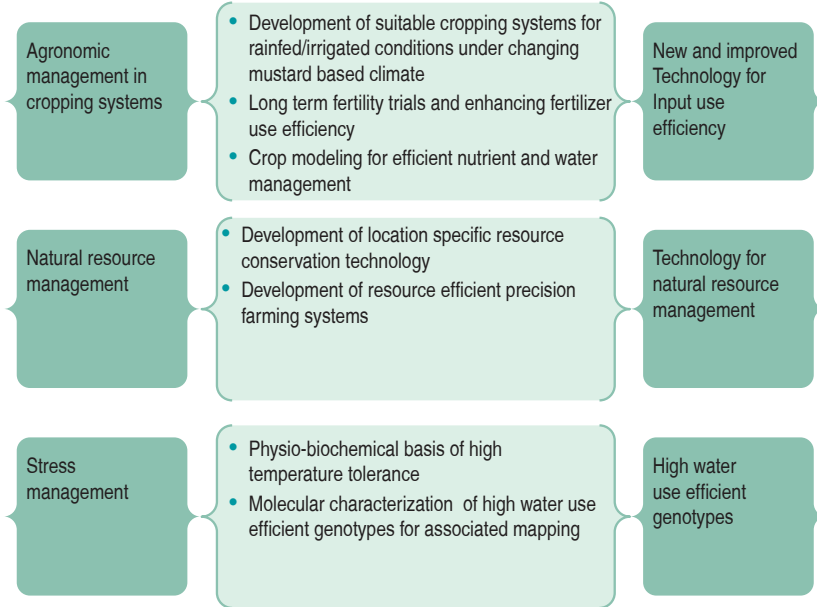 Agronomic
management in
cropping systems
• Development of suitable cropping systems for
rainfed/irrigated conditions under changing
mustard based climate
• Long term fertility trials and enhancing fertilizer
use efficiency
• Crop modeling for efficient nutrient and water
management
New and improved
Technology for
Input use
efficiency
Natural resource
management
• Development of location specific resource
conservation technology
• Development of resource efficient precision
farming systems
Technology for
natural resource
management
Stress
management
• Physio-biochemical basis of high
temperature tolerance
• Molecular characterization of high water use
efficient genotypes for associated mapping
High water
use efficient
genotypes